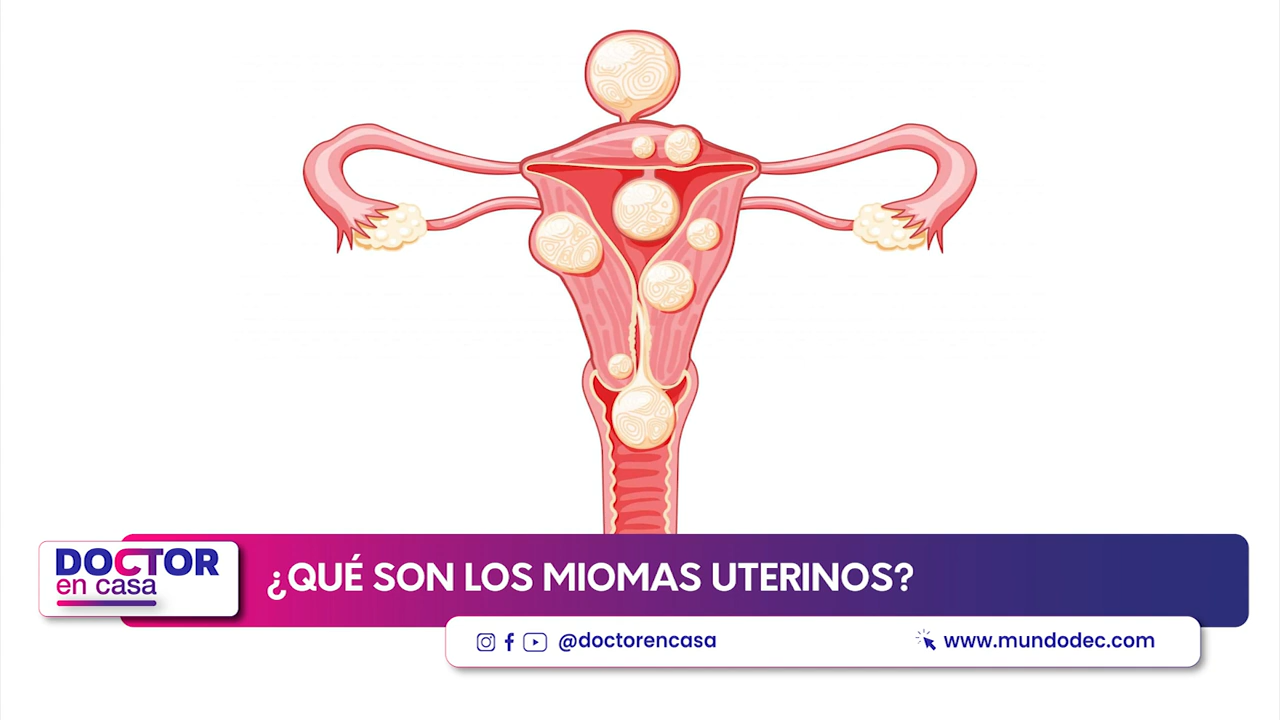 DOCTOR
en casa
¿QUÉ SON LOS MIOMAS UTERINOS?
@doctorencasa
www.mundodec.com